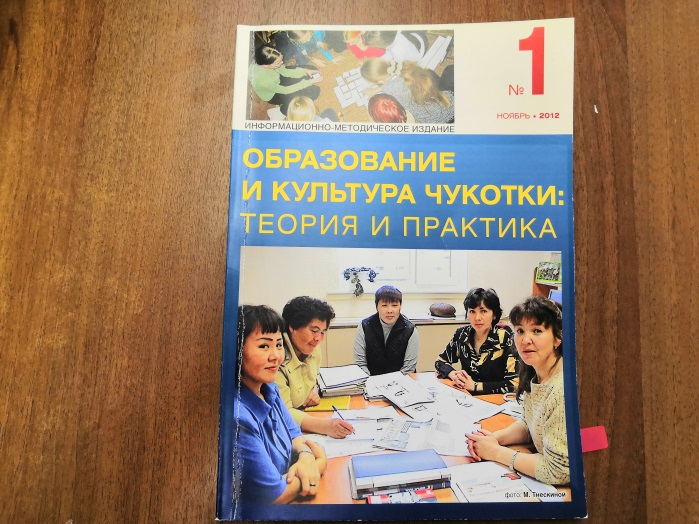 № 1
НОЯБРЬ • 2012
ИНФОРМАЦИОННО-МЕТОДИЧЕСКОЕ ИЗДАНИЕ
ОБРАЗОВАНИЕ
И КУЛЬТУРА ЧУКОТКИ:
ТЕОРИЯ И ПРАКТИКА
фото: М. Тнескиной